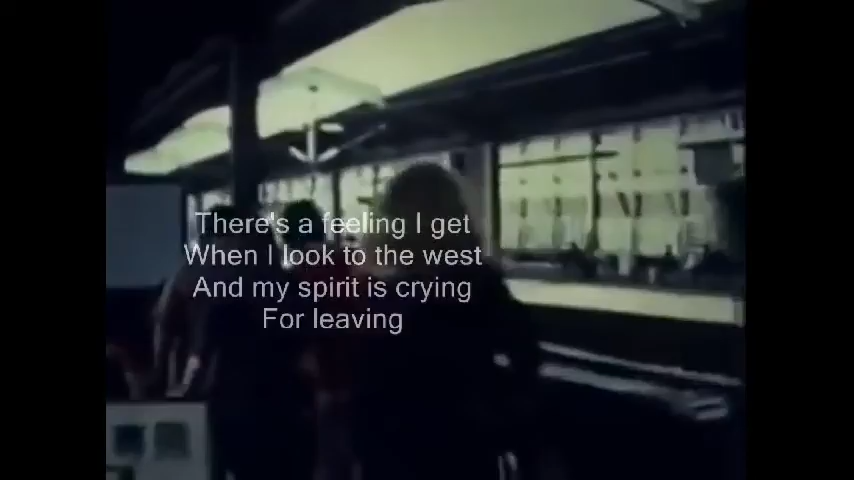 There's a feeling I get
When I look to the west
And my spirit is crying
For leaving